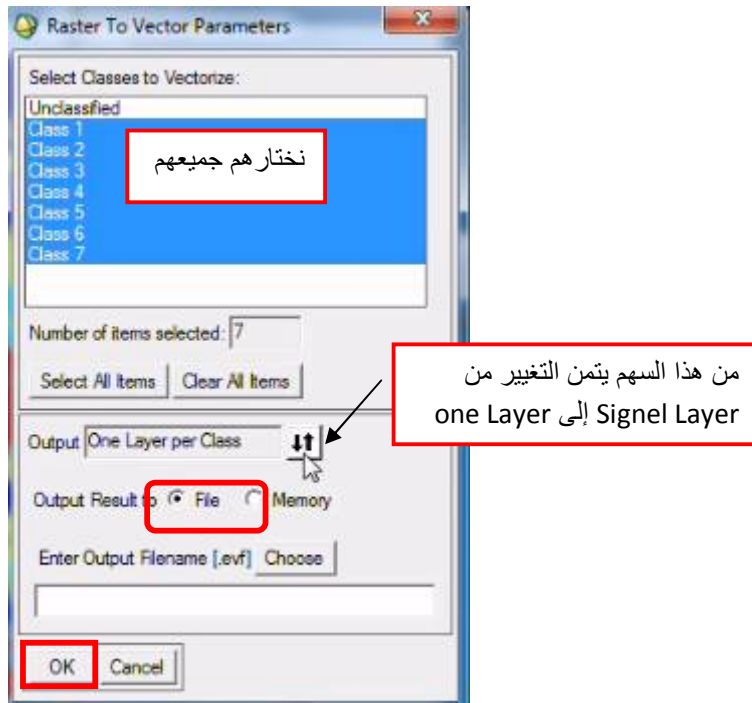 Raster To Vector Parameters
Select Classes to Vectorize:
Unclassified
Class 1
Class 2
Class 3
Class 4
Class 5
Class 6
Class 7
نختارهم جميعهم
Number of items selected: 7
Select All Items Clear All Items
من هذا السهم يتمن التغيير من
Signel Layer إلى one Layer
Output One Layer per Class
Output Result to File Memory
Enter Output Filename [.evf] Choose
OK Cancel